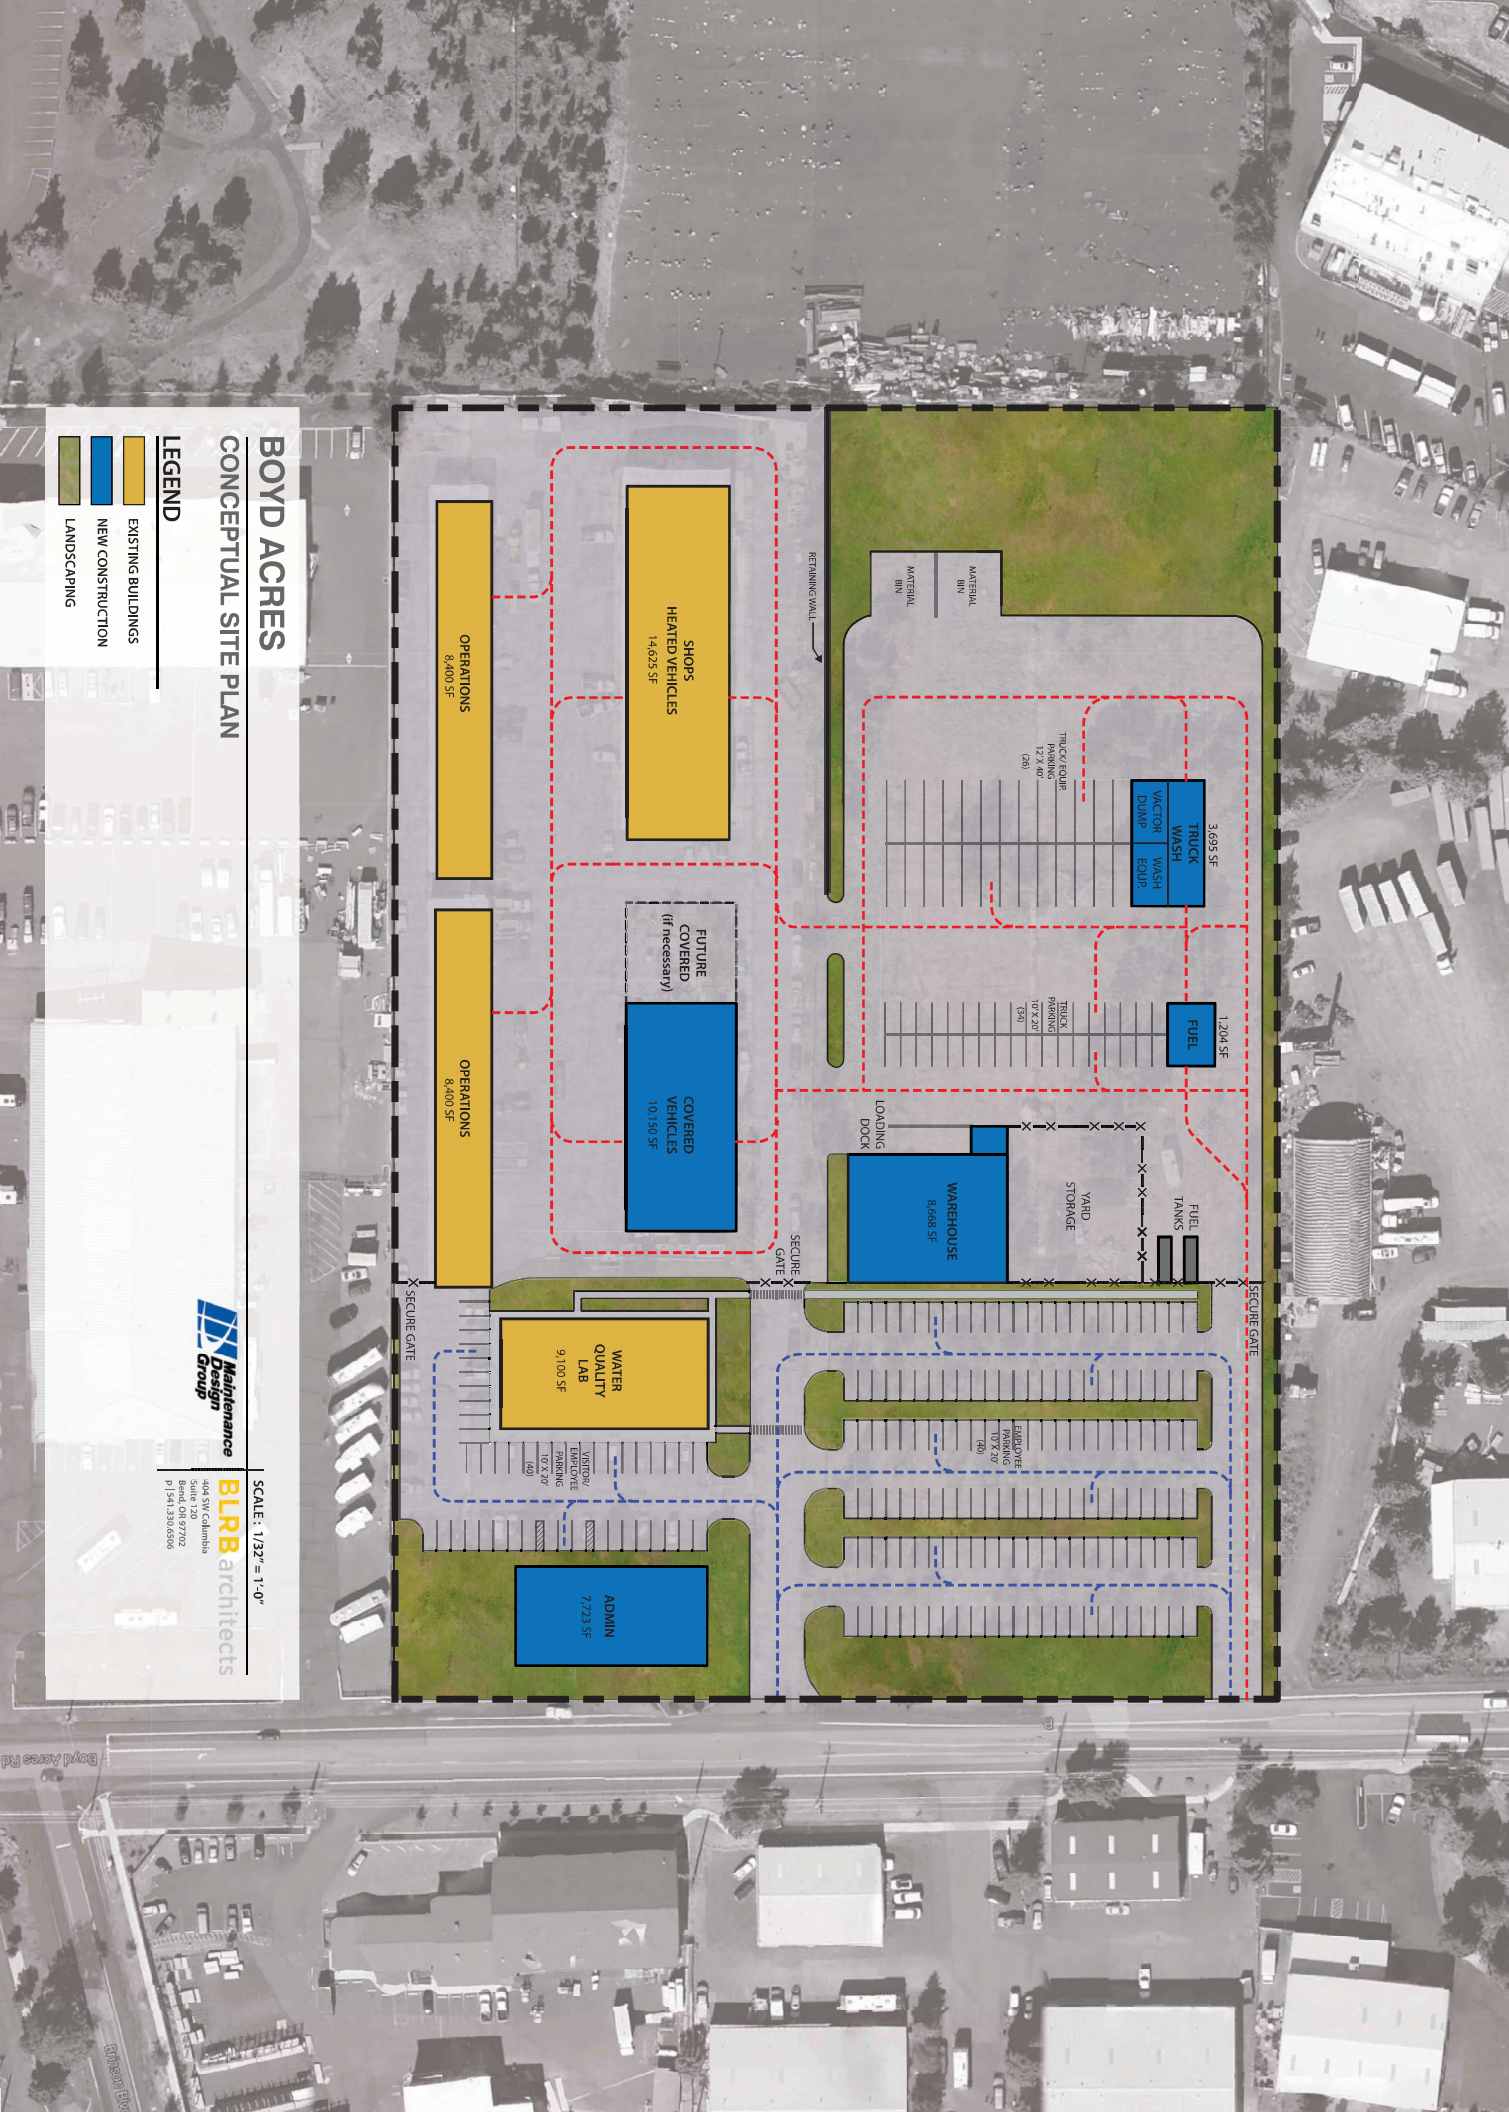 BOYD ACRES
CONCEPTUAL SITE PLAN
LEGEND
EXISTING BUILDINGS
NEW CONSTRUCTION
LANDSCAPING
Maintenance
Design
Group
SCALE : 1/32" = 1'-0"
BLRB architects
404 SW Columbia
Suite 120
Bend, OR 97702
P | 541.330.6506
MATERIAL
BIN
MATERIAL
BIN
RETAINING WALL
TRUCK/ EQUIP.
PARKING
12' X 40'
(26)
3,695 SF
TRUCK
WASH
VACTOR
DUMP
WASH
EQUP.
1,204 SF
FUEL
TRUCK
PARKING
10' X 20'
(34)
LOADING
DOCK
WAREHOUSE
8,668 SF
YARD
STORAGE
FUEL
TANKS
SECURE GATE
SECURE
GATE
SECURE GATE
SHOPS
HEATED VEHICLES
14,625 SF
FUTURE
COVERED
(if necessary)
COVERED
VEHICLES
10,150 SF
OPERATIONS
8,400 SF
OPERATIONS
8,400 SF
WATER
QUALITY
LAB
9,100 SF
VISITOR/
EMPLOYEE
PARKING
10' X 20'
(40)
EMPLOYEE
PARKING
10' X 20'
(40)
ADMIN
7,723 SF
Boyd Acres Rd
Brinson Blv